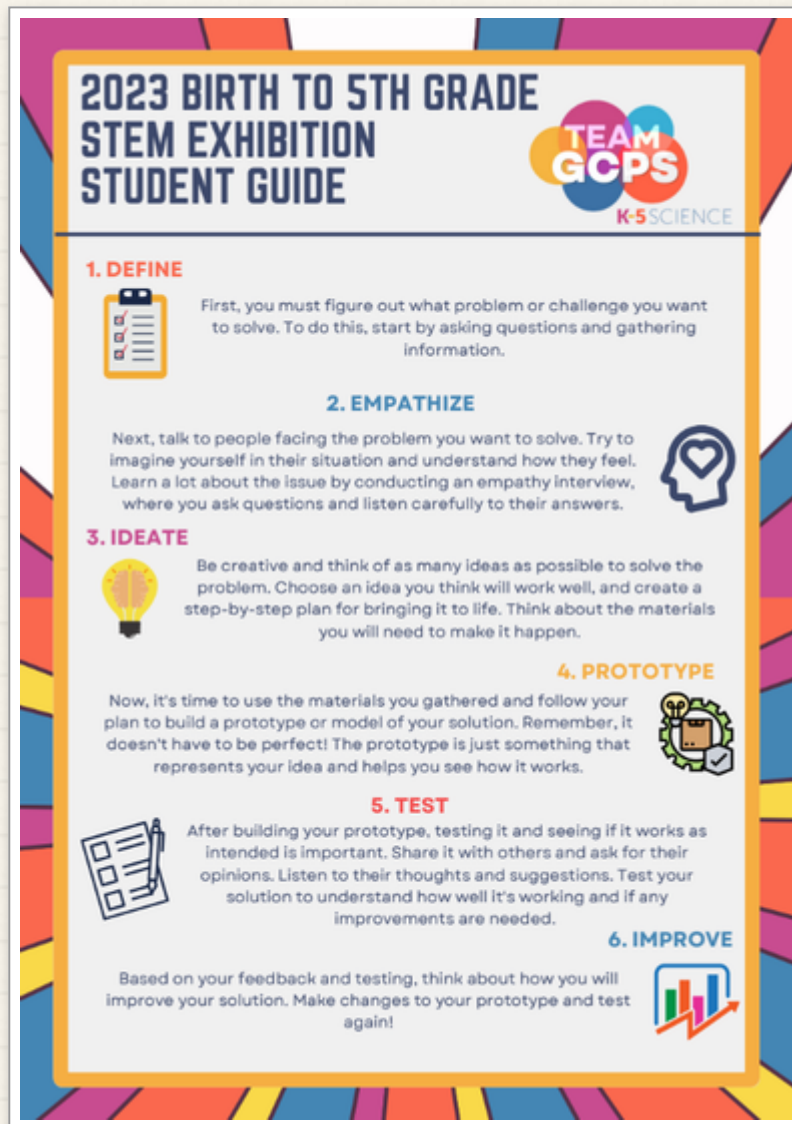 2023 BIRTH TO 5TH GRADE
STEM EXHIBITION
STUDENT GUIDE
TEAM
GCPS
K-5 SCIENCE
1. DEFINE
First, you must figure out what problem or challenge you want
to solve. To do this, start by asking questions and gathering
information.
2. EMPATHIZE
Next, talk to people facing the problem you want to solve. Try to
imagine yourself in their situation and understand how they feel.
Learn a lot about the issue by conducting an empathy interview,
where you ask questions and listen carefully to their answers.
3. IDEATE
Be creative and think of as many ideas as possible to solve the
problem. Choose an idea you think will work well, and create a
step-by-step plan for bringing it to life. Think about the materials
you will need to make it happen.
4. PROTOTYPE
Now, it's time to use the materials you gathered and follow your
plan to build a prototype or model of your solution. Remember, it
doesn't have to be perfect! The prototype is just something that
represents your idea and helps you see how it works.
5. TEST
After building your prototype, testing it and seeing if it works as
intended is important. Share it with others and ask for their
opinions. Listen to their thoughts and suggestions. Test your
solution to understand how well it's working and if any
improvements are needed.
6. IMPROVE
Based on your feedback and testing, think about how you will
improve your solution. Make changes to your prototype and test
again!